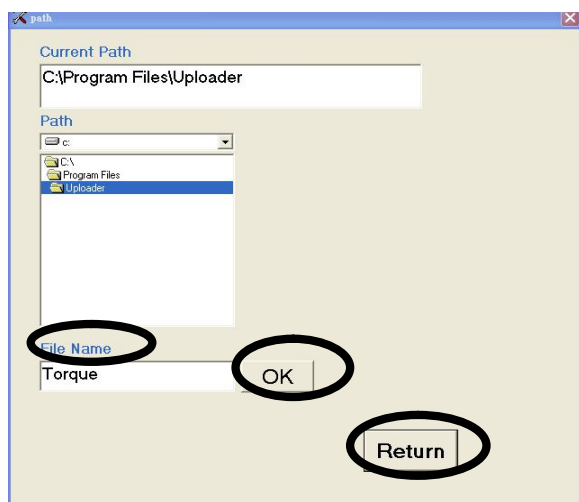 path
Current Path
C:\Program Files\Uploader
Path
c:
C:\
Program Files
Uploader
File Name
Torque
OK
Return